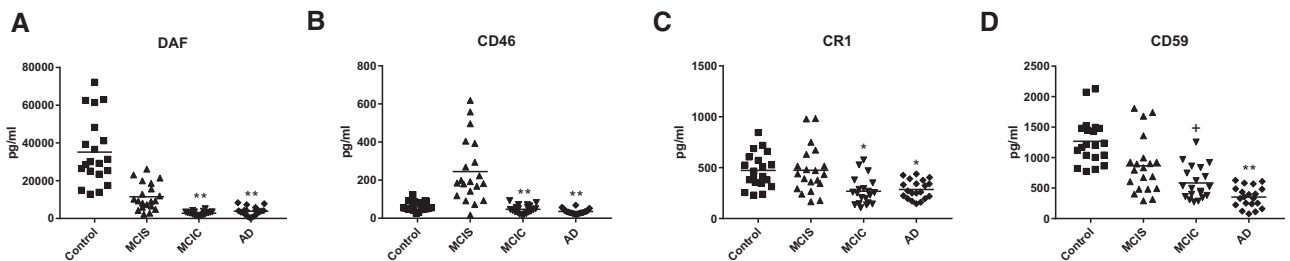 A
DAF
80000
60000
40000
20000
0
pg/ml
Control
MCIS
MCIC
AD
**
**
B
CD46
800
600
400
200
0
pg/ml
Control
MCIS
MCIC
AD
**
**
C
CR1
1500
1000
500
0
pg/ml
Control
MCIS
MCIC
AD
*
*
D
CD59
2500
2000
1500
1000
500
0
pg/ml
Control
MCIS
MCIC
AD
+
**